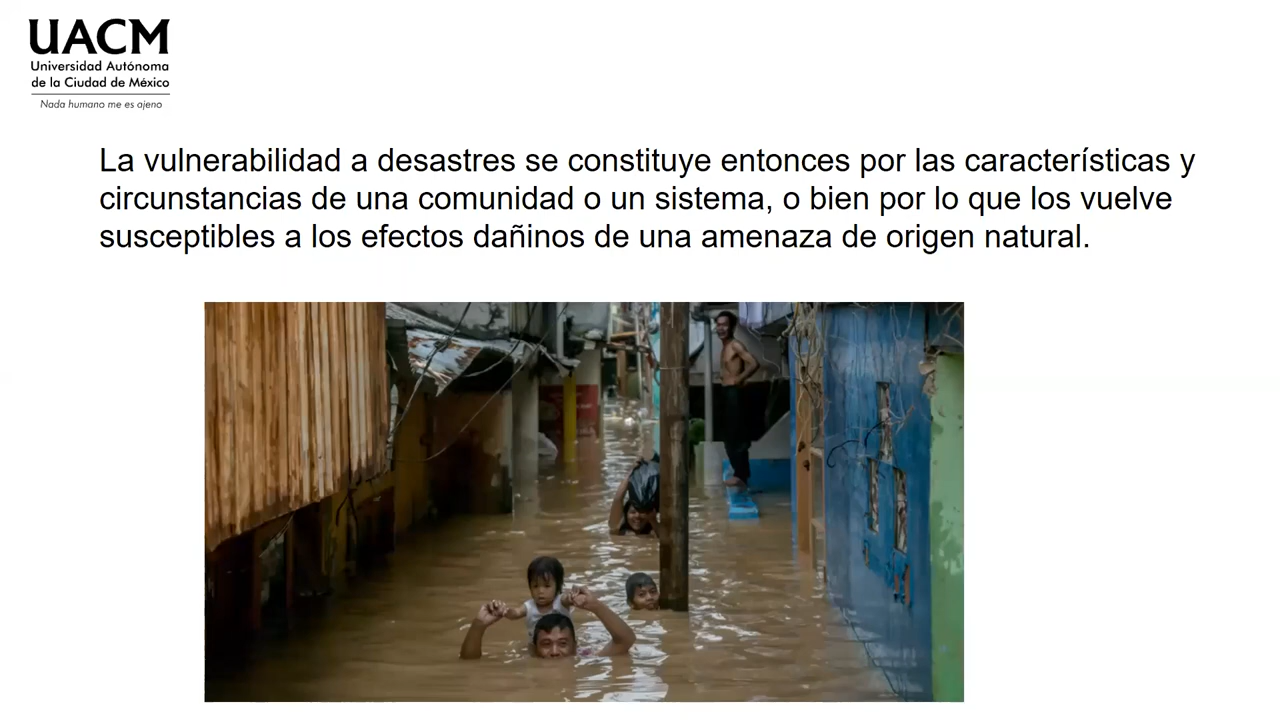 UACM
Universidad Autónoma
de la Ciudad de México
Nada humano me es ajeno
La vulnerabilidad a desastres se constituye entonces por las características y
circunstancias de una comunidad o un sistema, o bien por lo que los vuelve
susceptibles a los efectos dañinos de una amenaza de origen natural.